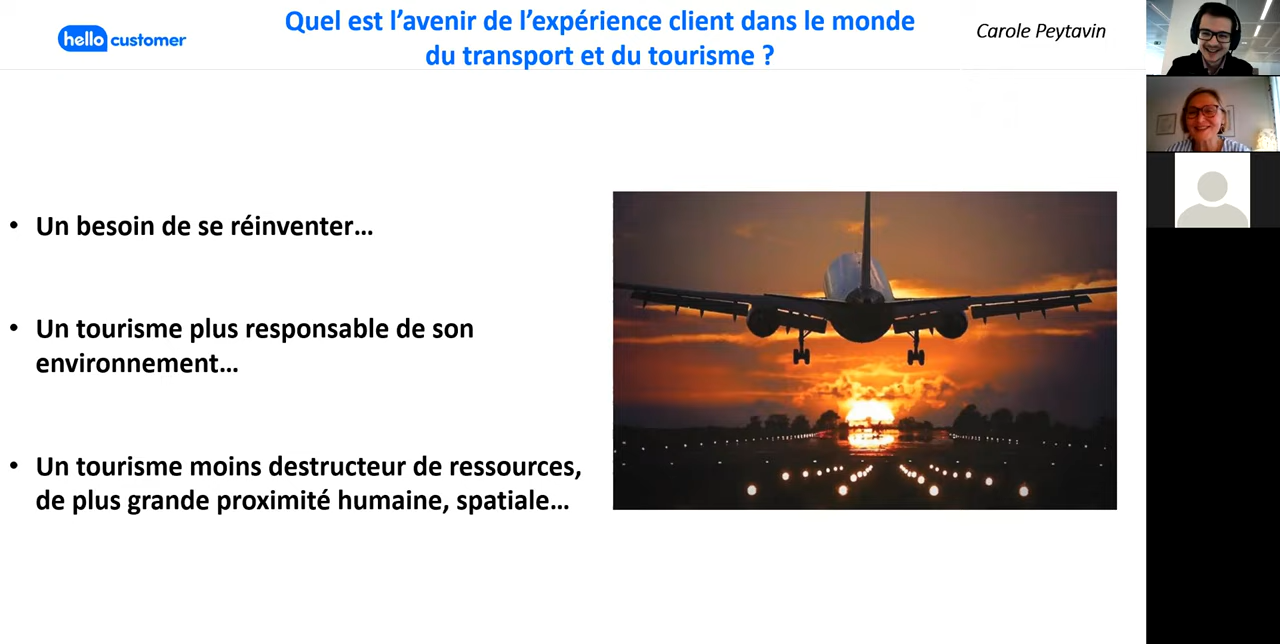 hello customer
Quel est l’avenir de l’expérience client dans le monde
du transport et du tourisme ?
Carole Peytavin
• Un besoin de se réinventer…
• Un tourisme plus responsable de son
environnement…
• Un tourisme moins destructeur de ressources,
de plus grande proximité humaine, spatiale…